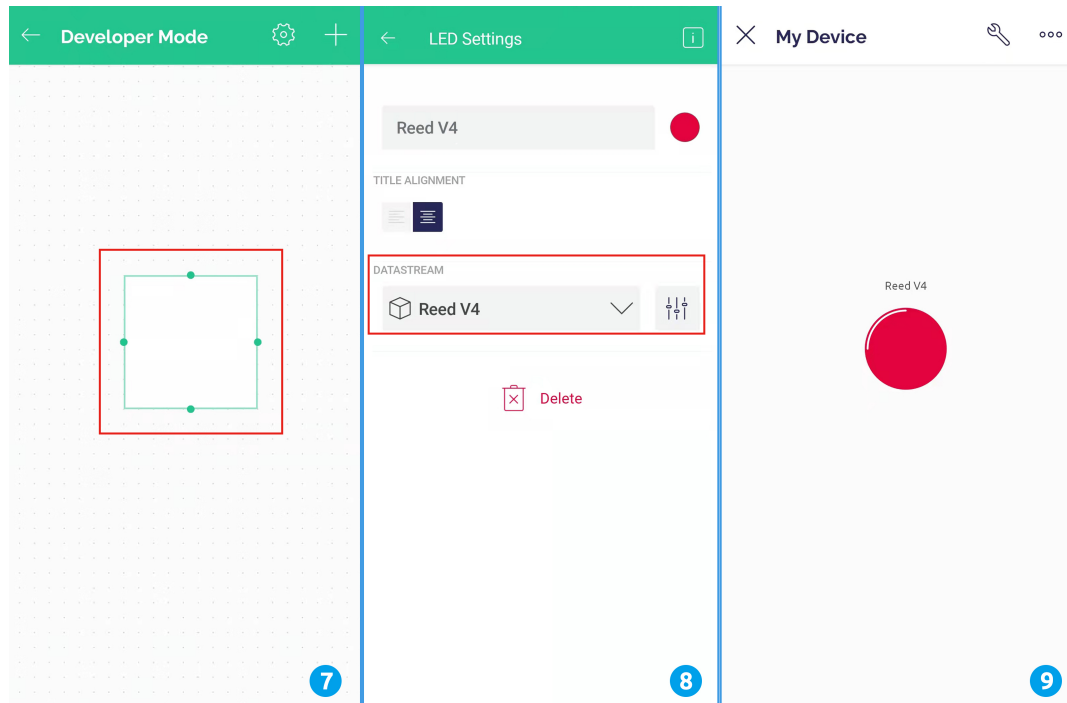 Developer Mode
7
LED Settings
i
Reed V4
TITLE ALIGNMENT
DATASTREAM
Reed V4
Delete
8
My Device
Reed V4
9